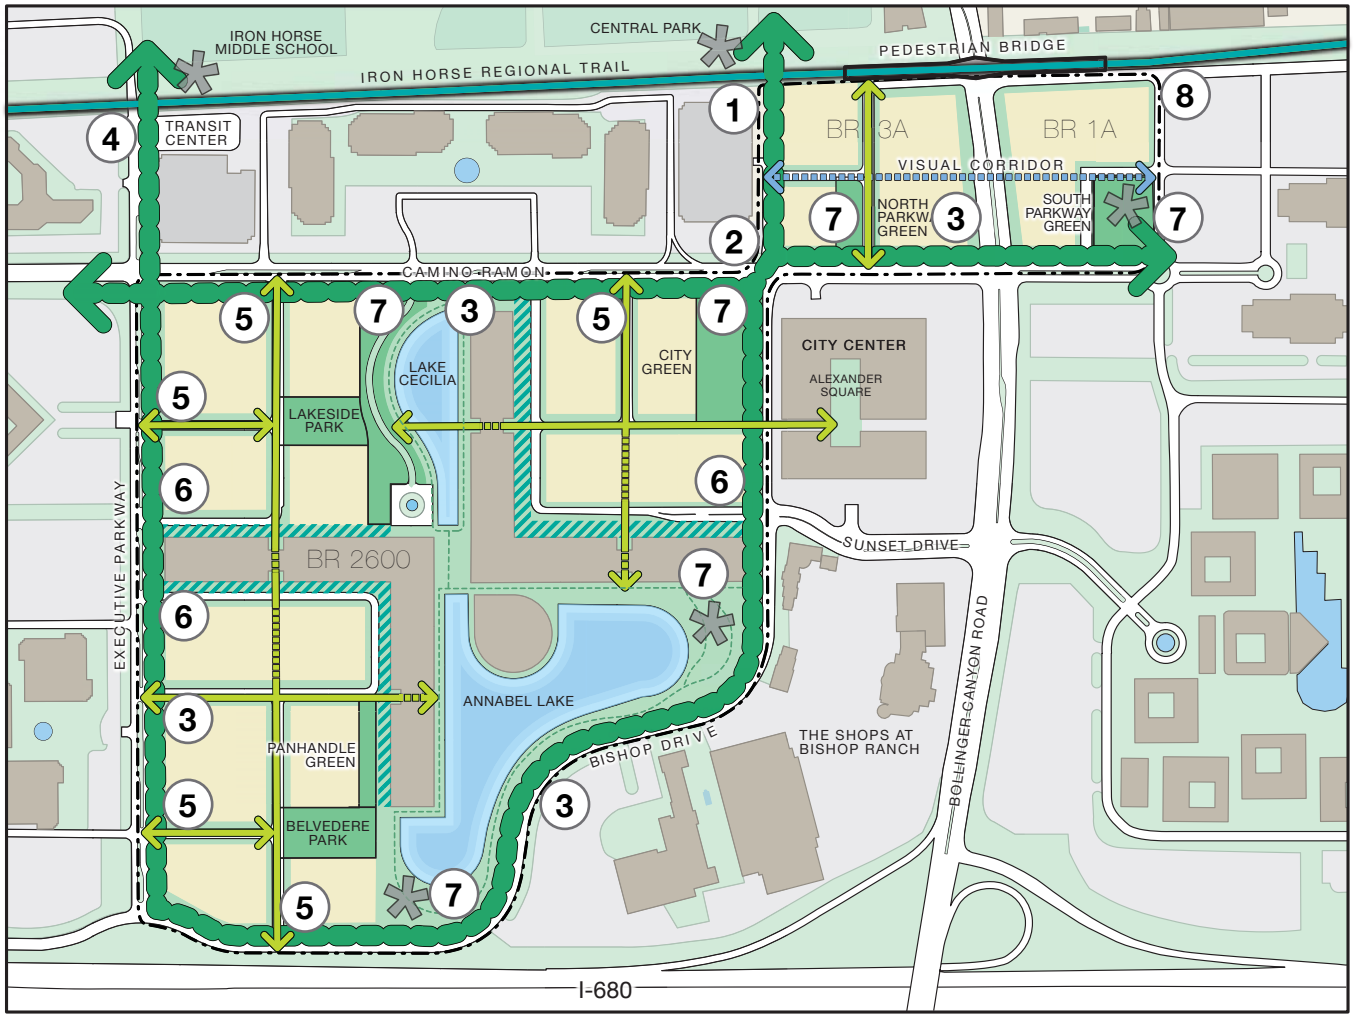 IRON HORSE
MIDDLE SCHOOL
CENTRAL PARK
PEDESTRIAN BRIDGE
IRON HORSE REGIONAL TRAIL
1
8
4
TRANSIT
CENTER
BR 3A
BR 1A
VISUAL CORRIDOR
7
NORTH
PARKWAY
GREEN
3
SOUTH
PARKWAY
GREEN
7
2
CAMINO RAMON
5
7
3
5
7
LAKE
CECILIA
CITY
GREEN
CITY CENTER
ALEXANDER
SQUARE
5
LAKESIDE
PARK
6
6
EXECUTIVE PARKWAY
BR 2600
SUNSET DRIVE
7
6
BOLLINGER CANYON ROAD
ANNABEL LAKE
3
PANHANDLE
GREEN
BISHOP DRIVE
THE SHOPS AT
BISHOP RANCH
5
3
BELVEDERE
PARK
7
5
I-680